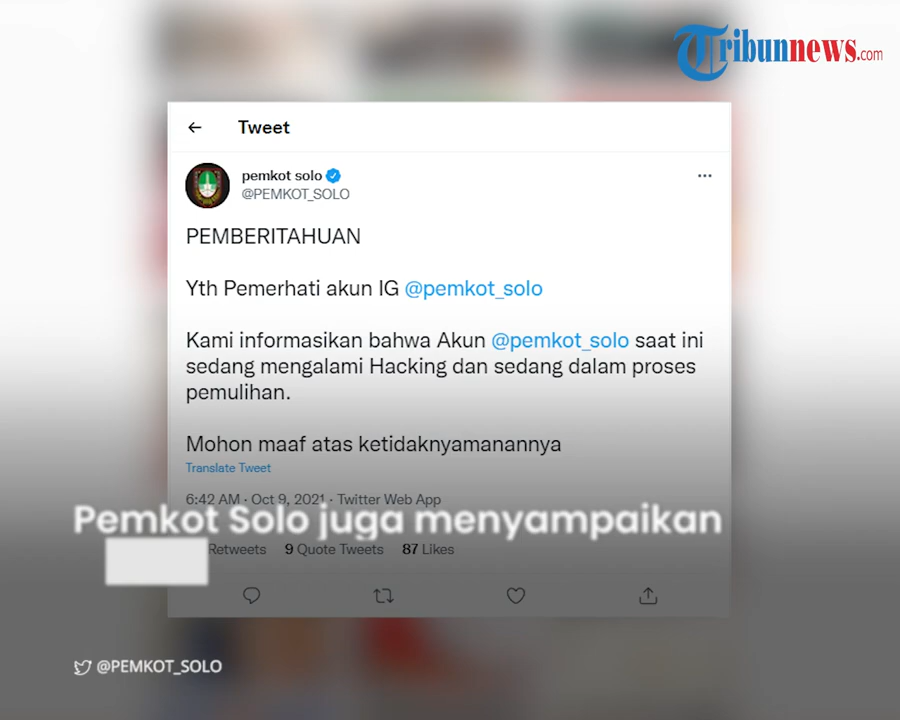 Tribunnews.com
Tweet
pemkot solo
@PEMKOT_SOLO
PEMBERITAHUAN
Yth Pemerhati akun IG @pemkot_solo
Kami informasikan bahwa Akun @pemkot_solo saat ini
sedang mengalami Hacking dan sedang dalam proses
pemulihan.
Mohon maaf atas ketidaknyamanannya
Translate Tweet
6:42 AM · Oct 9, 2021 · Twitter Web App
Pemkot Solo juga menyampaikan
Retweets 9 Quote Tweets 87 Likes
@PEMKOT_SOLO